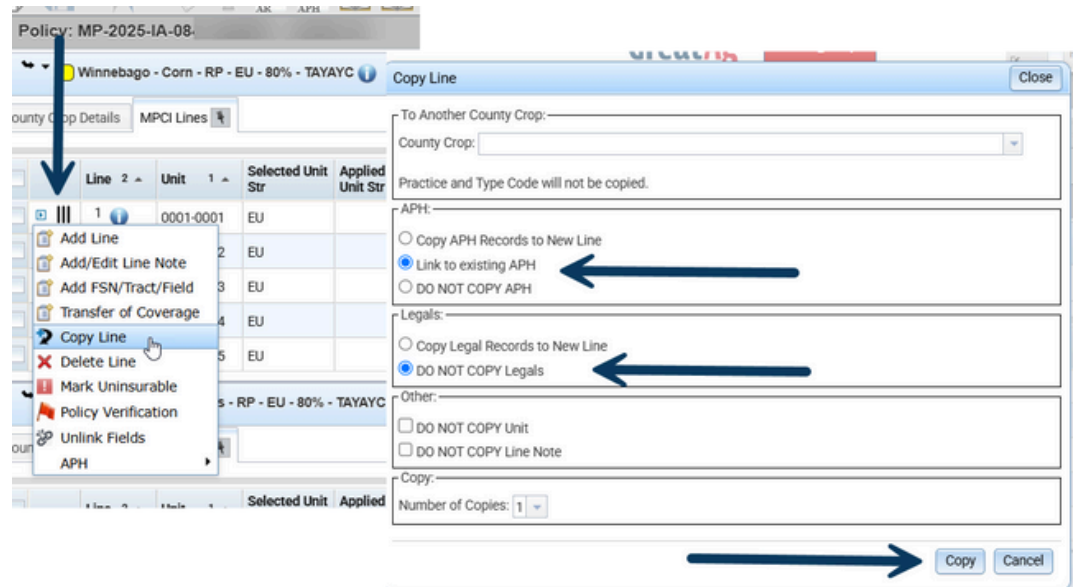 AR APH
Policy: MP-2025-IA-08-
Winnebago - Corn - RP - EU - 80% - TAYAYC
Details
MPCI Lines
Line 2 Unit 1 Selected Unit Str Applied Unit Str
1 0001-0001 EU
2 EU
3 EU
4 EU
5 EU
Add Line
Add/Edit Line Note
Add FSN/Tract/Field
Transfer of Coverage
Copy Line
Delete Line
Mark Uninsurable
Policy Verification
Unlink Fields
APH
s - RP - EU - 80% - TAYAYC
Line 2 Unit 1 Selected Unit Applied
Copy Line
Close
To Another County Crop:
County Crop:
Practice and Type Code will not be copied.
APH:
Copy APH Records to New Line
Link to existing APH
DO NOT COPY APH
Legals:
Copy Legal Records to New Line
DO NOT COPY Legals
Other:
DO NOT COPY Unit
DO NOT COPY Line Note
Copy:
Number of Copies: 1
Copy Cancel